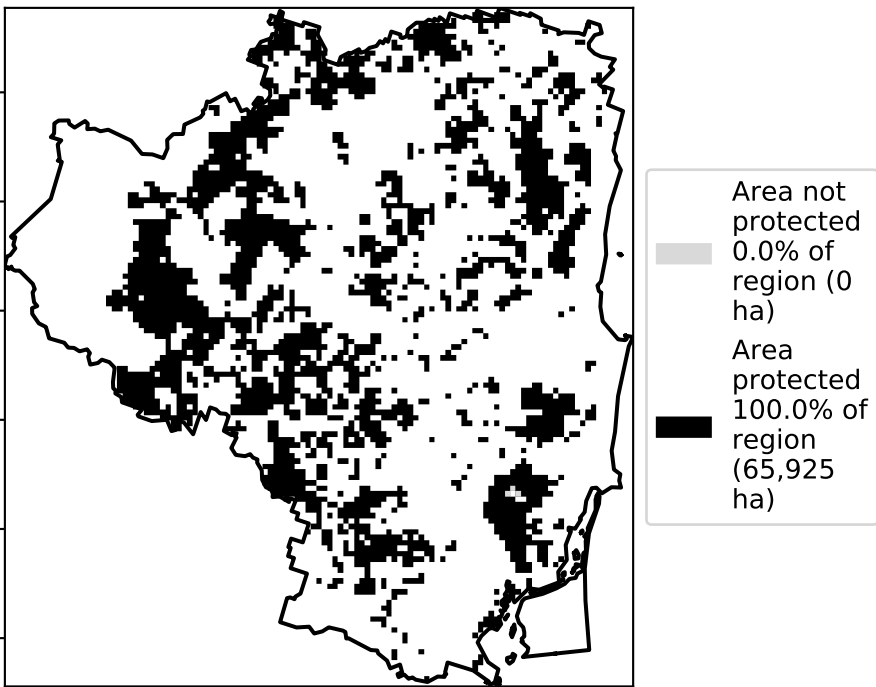 Area not
protected
0.0% of
region (0
ha)
Area
protected
100.0% of
region
(65,925
ha)